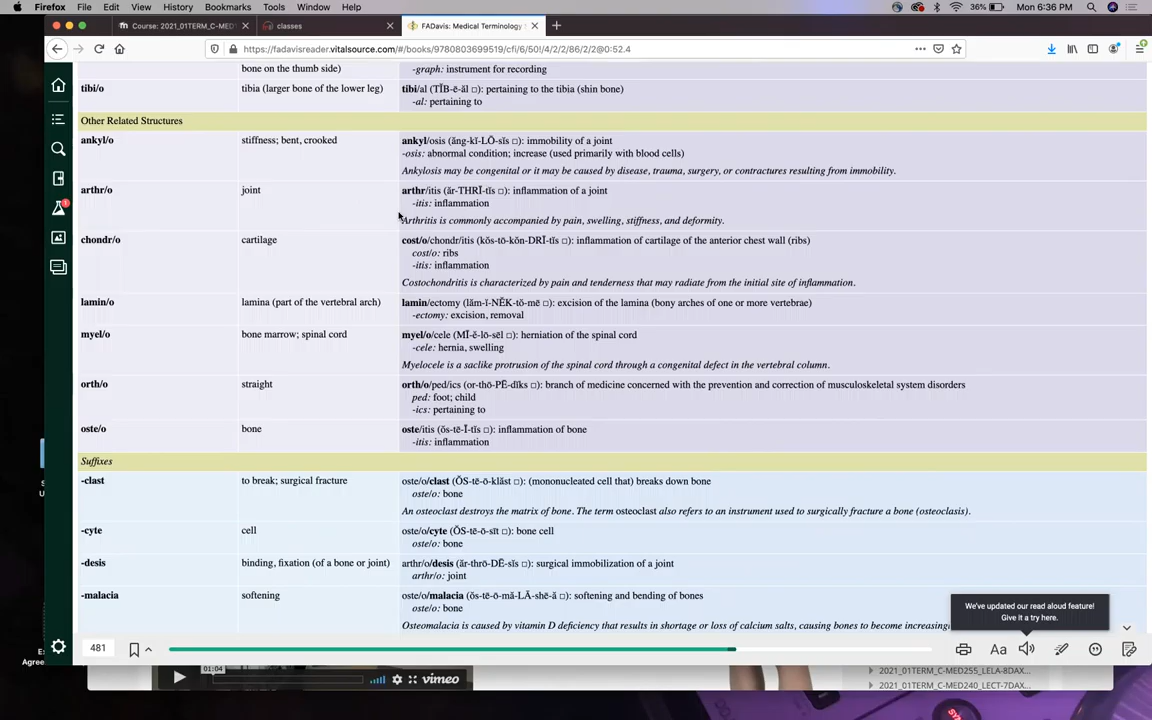 Firefox File Edit View History Bookmarks Tools Window Help 36% Mon 6:36 PM
Course: 2021_01TERM_C-MED classes FADavis: Medical Terminology
https://fadavisreader.vitalsource.com/#/books/9780803699519/cfi/6/50!/4/2/2/86/2/2@0:52.4
bone on the thumb side) -graph: instrument for recording
tibi/o tibia (larger bone of the lower leg) tibi/al (TĬB-ē-ăl □): pertaining to the tibia (shin bone)
-al: pertaining to
Other Related Structures
ankyl/o stiffness; bent, crooked ankyl/osis (ăng-kĭ-LŌ-sĭs □): immobility of a joint
-osis: abnormal condition; increase (used primarily with blood cells)
Ankylosis may be congenital or it may be caused by disease, trauma, surgery, or contractures resulting from immobility.
arthr/o joint arthr/itis (ăr-THRĪ-tĭs □): inflammation of a joint
-itis: inflammation
Arthritis is commonly accompanied by pain, swelling, stiffness, and deformity.
chondr/o cartilage cost/o/chondr/itis (kŏs-tō-kŏn-DRĪ-tĭs □): inflammation of cartilage of the anterior chest wall (ribs)
cost/o: ribs
-itis: inflammation
Costochondritis is characterized by pain and tenderness that may radiate from the initial site of inflammation.
lamin/o lamina (part of the vertebral arch) lamin/ectomy (lăm-ĭ-NĔK-tō-mē □): excision of the lamina (bony arches of one or more vertebrae)
-ectomy: excision, removal
myel/o bone marrow; spinal cord myel/o/cele (MĪ-ĕ-lō-sēl □): herniation of the spinal cord
-cele: hernia, swelling
Myelocele is a saclike protrusion of the spinal cord through a congenital defect in the vertebral column.
orth/o straight orth/o/ped/ics (or-thō-PĒ-dĭks □): branch of medicine concerned with the prevention and correction of musculoskeletal system disorders
ped: foot; child
-ics: pertaining to
oste/o bone oste/itis (ŏs-tē-Ī-tĭs □): inflammation of bone
-itis: inflammation
Suffixes
-clast to break; surgical fracture oste/o/clast (ŎS-tē-ō-klăst □): (mononucleated cell that) breaks down bone
oste/o: bone
An osteoclast destroys the matrix of bone. The term osteoclast also refers to an instrument used to surgically fracture a bone (osteoclasis).
-cyte cell oste/o/cyte (ŎS-tē-ō-sīt □): bone cell
oste/o: bone
-desis binding, fixation (of a bone or joint) arthr/o/desis (ăr-thrō-DĒ-sĭs □): surgical immobilization of a joint
arthr/o: joint
-malacia softening oste/o/malacia (ŏs-tē-ō-mă-LĀ-shē-ă □): softening and bending of bones
oste/o: bone
Osteomalacia is caused by vitamin D deficiency that results in shortage or loss of calcium salts, causing bones to become increasing
We've updated our read aloud feature!
Give it a try here.
481 Aa
Agree
01:04
vimeo
2021_01TERM_C-MED255_LELA-8DAX...
2021_01TERM_C-MED240_LECT-7DAX...